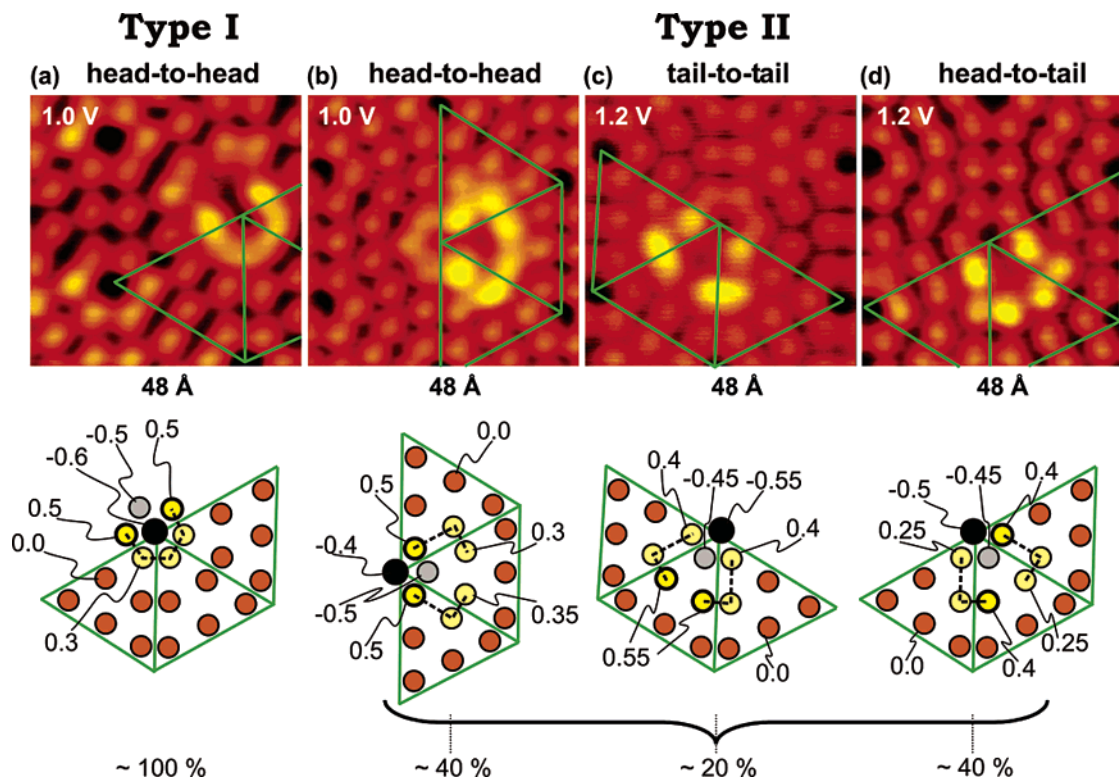 Type I
Type II
(a) head-to-head
(b) head-to-head
(c) tail-to-tail
(d) head-to-tail
1.0 V
1.0 V
1.2 V
1.2 V
48 Å
48 Å
48 Å
48 Å
-0.5
0.5
-0.6
0.5
0.0
0.3
0.0
0.5
-0.4
-0.5
0.5
0.3
0.35
0.4
-0.45
-0.55
0.4
0.55
0.0
-0.45
0.4
-0.5
0.25
0.0
0.25
0.4
~ 100 %
~ 40 %
~ 20 %
~ 40 %